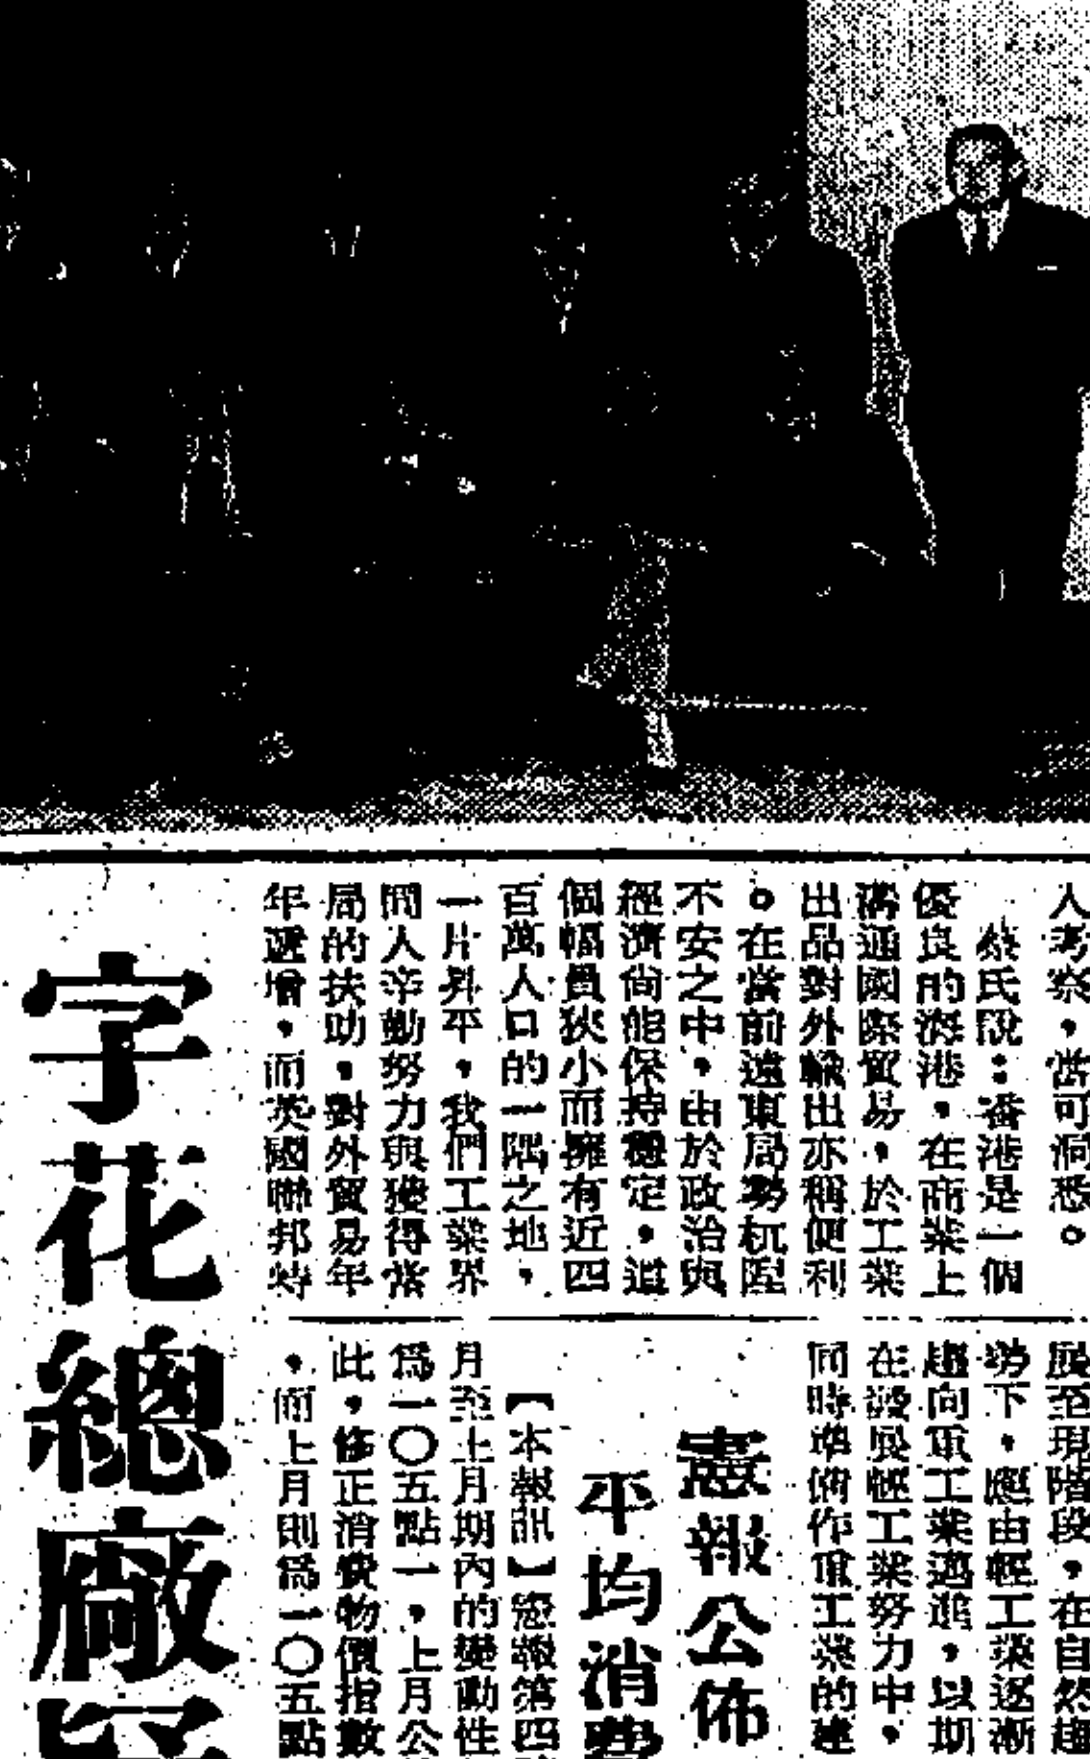 人考察，當可洞悉。
蔡氏說：香港是一個
優良的海港，在商業上
溝通國際貿易，於工業
出品對外輸出亦稱便利
。在當前遠東局勢杌隉
不安之中，由於政治與
經濟尚能保持穩定，這
個幅員狹小而擁有近四
百萬人口的一隅之地，
一片昇平，我們工業界
同人辛勤努力與獲得當
局的扶助，對外貿易年
年遞增，而英國聯邦特
展至現階段，在自然趨
勢下，應由輕工業逐漸
趨向重工業邁進，以期
在發展輕工業努力中，
同時準備作重工業的建
憲報公佈
平均消費
【本報訊】憲報第四
月至上月期內的變動性
為一〇五點一，上月公
此，修正消費物價指數
，而上月則為一〇五點
字花總廠